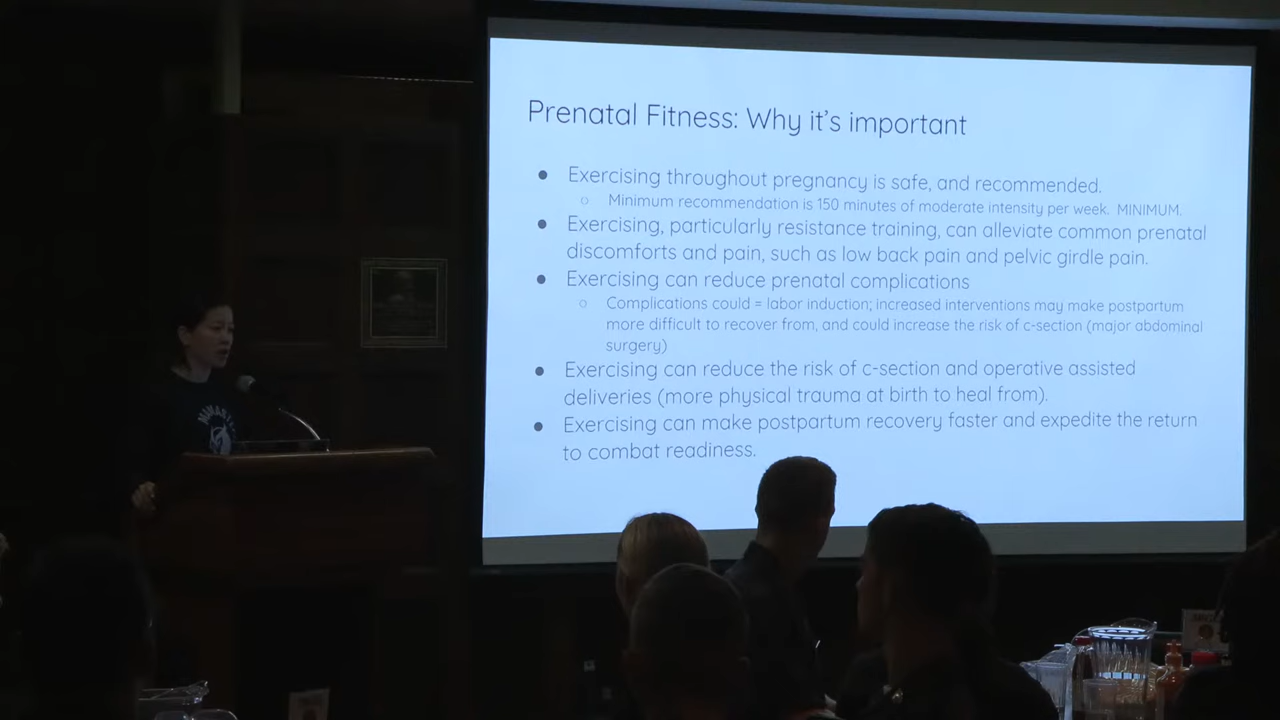 Prenatal Fitness: Why it's important
● Exercising throughout pregnancy is safe, and recommended.
○ Minimum recommendation is 150 minutes of moderate intensity per week. MINIMUM.
● Exercising, particularly resistance training, can alleviate common prenatal
discomforts and pain, such as low back pain and pelvic girdle pain.
● Exercising can reduce prenatal complications
○ Complications could = labor induction; increased interventions may make postpartum
more difficult to recover from, and could increase the risk of c-section (major abdominal
surgery)
● Exercising can reduce the risk of c-section and operative assisted
deliveries (more physical trauma at birth to heal from).
● Exercising can make postpartum recovery faster and expedite the return
to combat readiness.